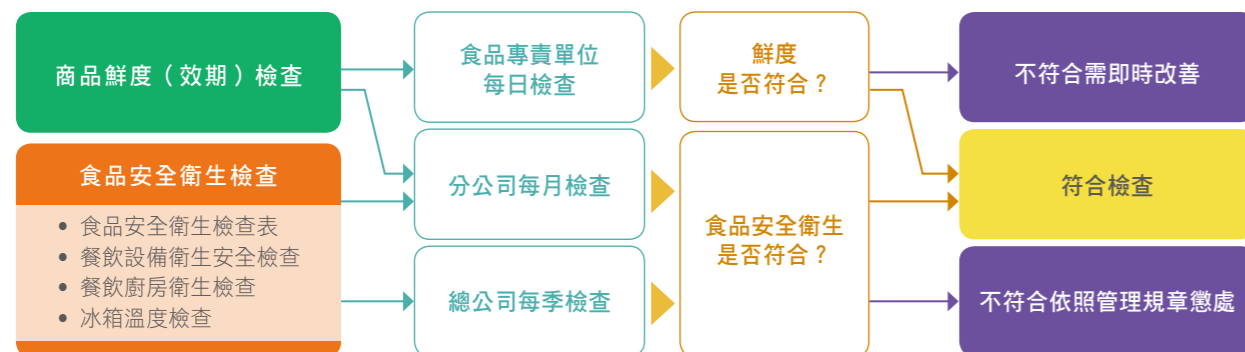 商品鮮度（效期）檢查
食品安全衛生檢查
• 食品安全衛生檢查表
• 餐飲設備衛生安全檢查
• 餐飲廚房衛生檢查
• 冰箱溫度檢查
食品專責單位
每日檢查
分公司每月檢查
總公司每季檢查
鮮度
是否符合？
食品安全衛生
是否符合？
不符合需即時改善
符合檢查
不符合依照管理規章懲處